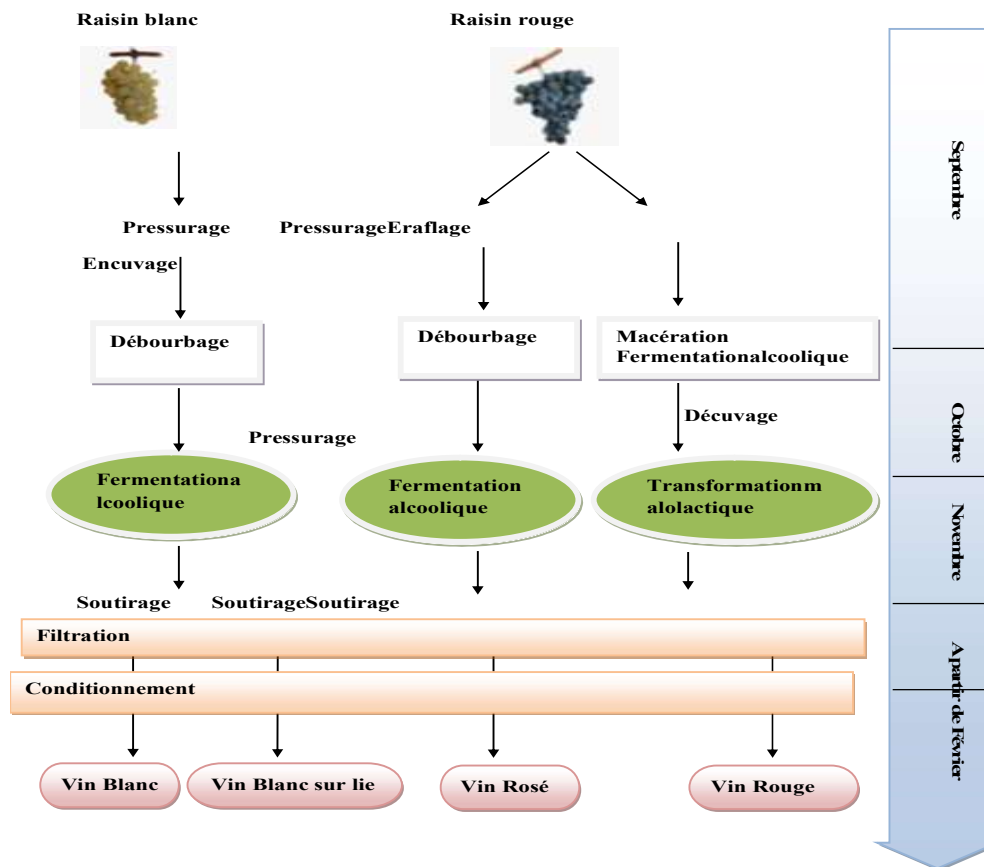 Raisin blanc
Raisin rouge
Pressurage
PressurageEraflage
Encuvage
Débourbage
Débourbage
Macération
Fermentationalcoolique
Décuvage
Pressurage
Fermentationa
lcoolique
Fermentation
alcoolique
Transformationm
alolactique
Soutirage
SoutirageSoutirage
Filtration
Conditionnement
Vin Blanc
Vin Blanc sur lie
Vin Rosé
Vin Rouge
Septembre
Octobre
Novembre
A partir de Février